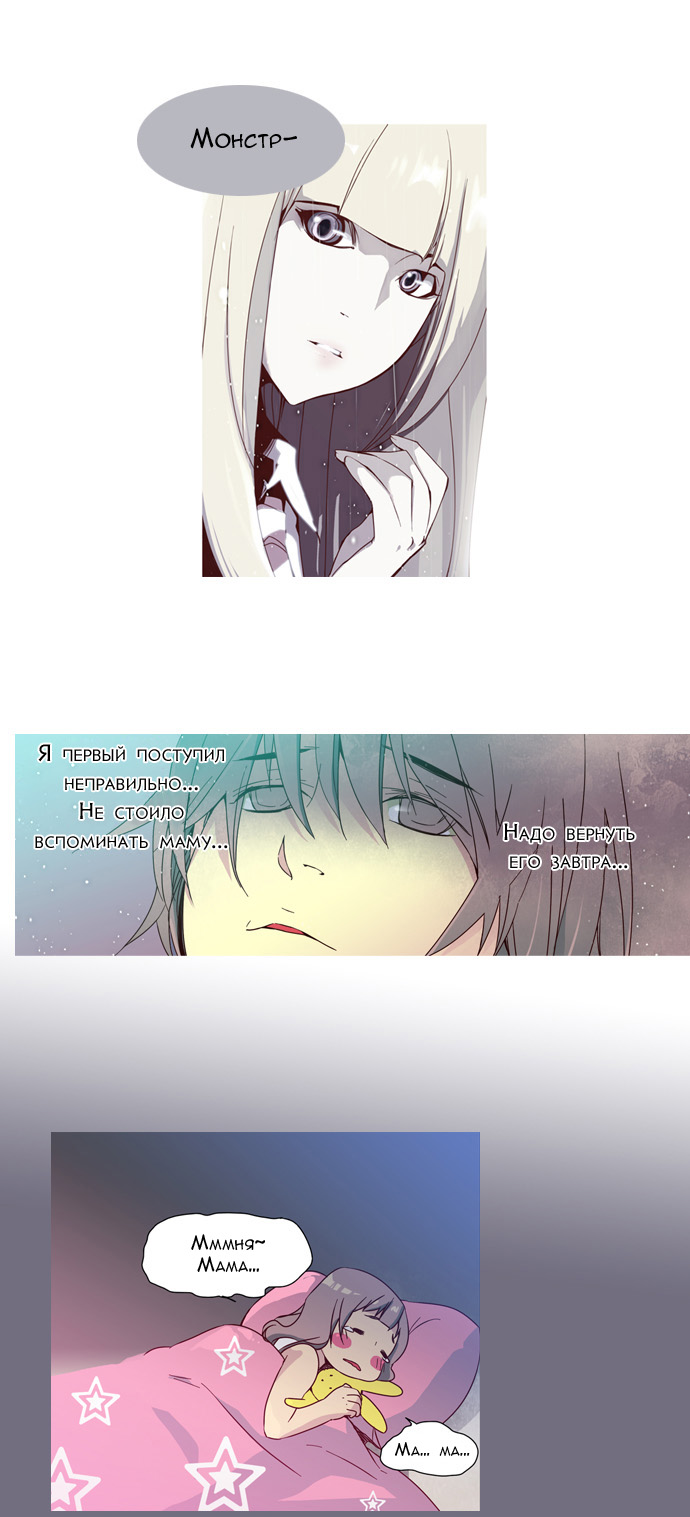 Монстр~
Я первый поступил
неправильно...
Не стоило
вспоминать маму...
Надо вернуть
его завтра...
Мммня~
Мама...
Ма... ма...